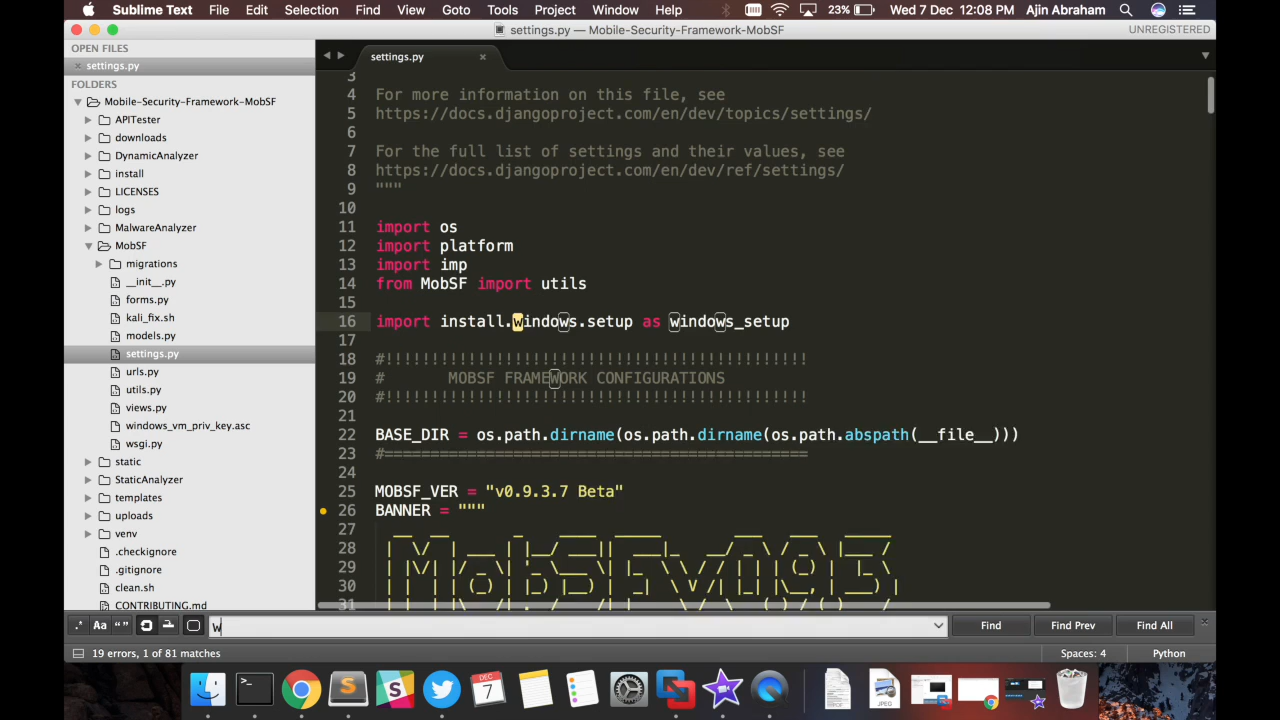 Sublime Text File Edit Selection Find View Goto Tools Project Window Help 23% Wed 7 Dec 12:08 PM Ajin Abraham
settings.py — Mobile-Security-Framework-MobSF UNREGISTERED
OPEN FILES
settings.py
FOLDERS
Mobile-Security-Framework-MobSF
APITester
downloads
DynamicAnalyzer
install
LICENSES
logs
MalwareAnalyzer
MobSF
migrations
__init__.py
forms.py
kali_fix.sh
models.py
settings.py
urls.py
utils.py
views.py
windows_vm_priv_key.asc
wsgi.py
static
StaticAnalyzer
templates
uploads
venv
.checkignore
.gitignore
clean.sh
CONTRIBUTING.md
settings.py
3
4 For more information on this file, see
5 https://docs.djangoproject.com/en/dev/topics/settings/
6
7 For the full list of settings and their values, see
8 https://docs.djangoproject.com/en/dev/ref/settings/
9 """
10
11 import os
12 import platform
13 import imp
14 from MobSF import utils
15
16 import install.windows.setup as windows_setup
17
18 #!!!!!!!!!!!!!!!!!!!!!!!!!!!!!!!!!!!!!!!!!!!!!!
19 # MOBSF FRAMEWORK CONFIGURATIONS
20 #!!!!!!!!!!!!!!!!!!!!!!!!!!!!!!!!!!!!!!!!!!!!!!
21
22 BASE_DIR = os.path.dirname(os.path.dirname(os.path.abspath(__file__)))
23 #==============================================
24
25 MOBSF_VER = "v0.9.3.7 Beta"
26 BANNER = """
27
28
29
30
31
.* Aa “” W Find Find Prev Find All
19 errors, 1 of 81 matches Spaces: 4 Python
DEC
7
JPEG